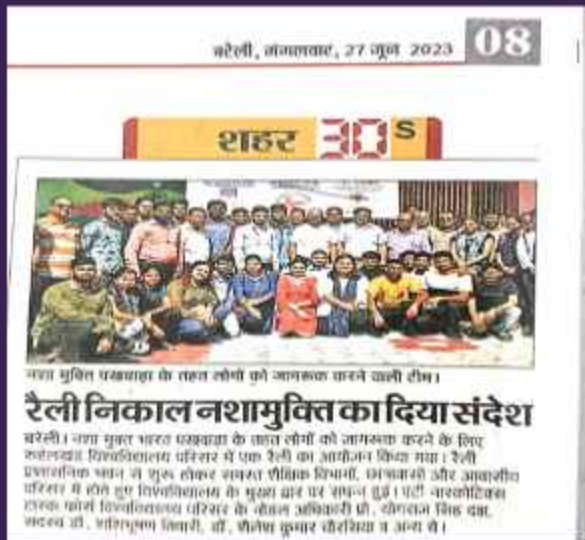 बरेली, मंगलवार, 27 जून 2023 08
शहर 30s
नशा मुक्ति पखवाड़ा के तहत लोगों को जागरूक करने वाली टीम।
रैली निकाल नशामुक्ति का दिया संदेश
बरेली। नशा मुक्त भारत पखवाड़ा के तहत लोगों को जागरूक करने के लिए
रुहेलखंड विश्वविद्यालय परिसर में एक रैली का आयोजन किया गया। रैली
प्रशासनिक भवन से शुरू होकर समस्त शैक्षिक विभागों, छात्रावासों और आवासीय
परिसर में होते हुए विश्वविद्यालय के मुख्य द्वार पर संपन्न हुई। एंटी नारकोटिक्स
टास्क फोर्स विश्वविद्यालय परिसर के नोडल अधिकारी प्रो. योगराज सिंह
सदस्य डॉ. शशिभूषण तिवारी, डॉ. शैलेश कुमार चौरसिया व अन्य थे।